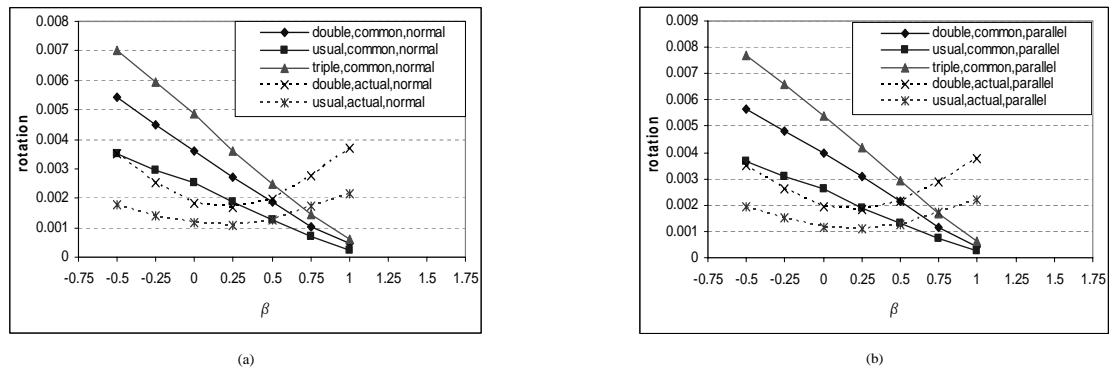 0.008
0.007
0.006
0.005
0.004
0.003
0.002
0.001
0
rotation
double,common,normal
usual,common,normal
triple,common,normal
double,actual,normal
usual,actual,normal
-0.75 -0.5 -0.25 0 0.25 0.5 0.75 1 1.25 1.5 1.75
β
(a)
0.009
0.008
0.007
0.006
0.005
0.004
0.003
0.002
0.001
0
rotation
double,common,parallel
usual,common,parallel
triple,common,parallel
double,actual,parallel
usual,actual,parallel
-0.75 -0.5 -0.25 0 0.25 0.5 0.75 1 1.25 1.5 1.75
β
(b)